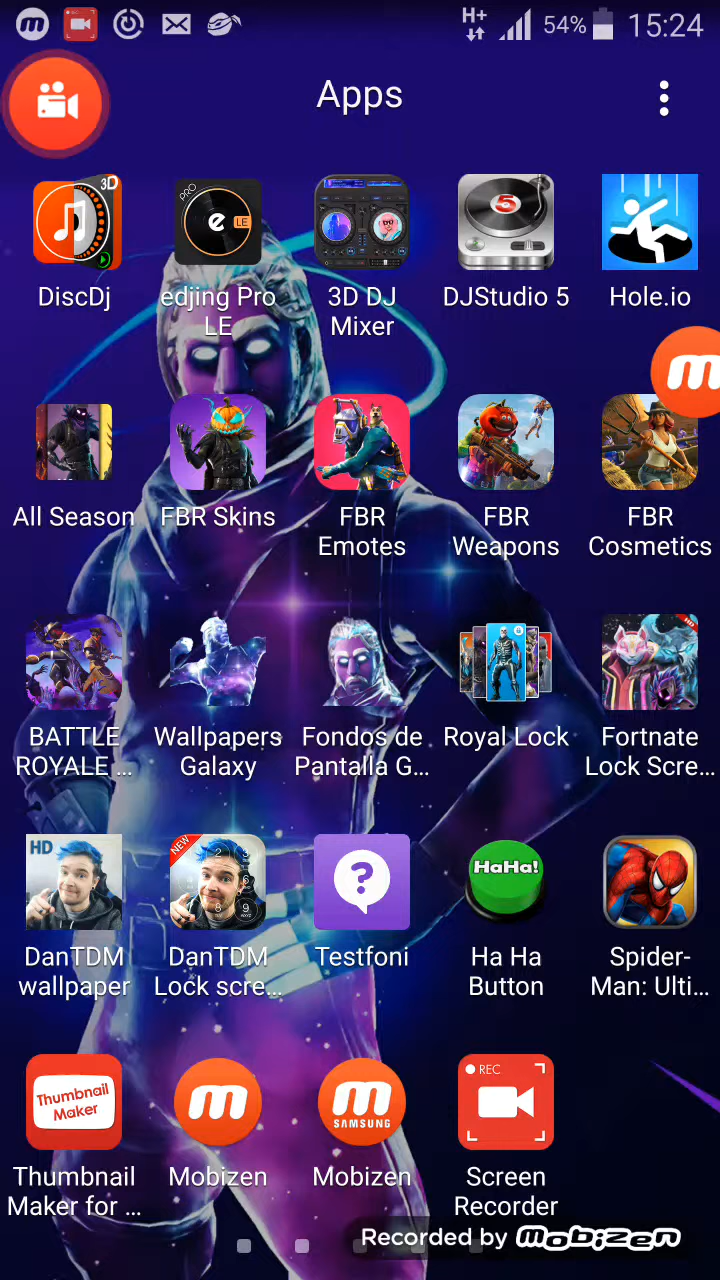 H+ 54% 15:24
Apps
3D
PRO
e LE
5
DiscDj
edjing Pro
LE
3D DJ
Mixer
DJStudio 5
Hole.io
All Season
FBR Skins
FBR
Emotes
FBR
Weapons
FBR
Cosmetics
HD
BATTLE
ROYALE ...
Wallpapers
Galaxy
Fondos de
Pantalla G...
Royal Lock
Fortnate
Lock Scre...
HD
NEW
?
HaHa!
DanTDM
wallpaper
DanTDM
Lock scre...
Testfoni
Ha Ha
Button
Spider-
Man: Ulti...
Thumbnail
Maker
m
m
SAMSUNG
REC
Thumbnail
Maker for ...
Mobizen
Mobizen
Screen
Recorder
Recorded by mobizen